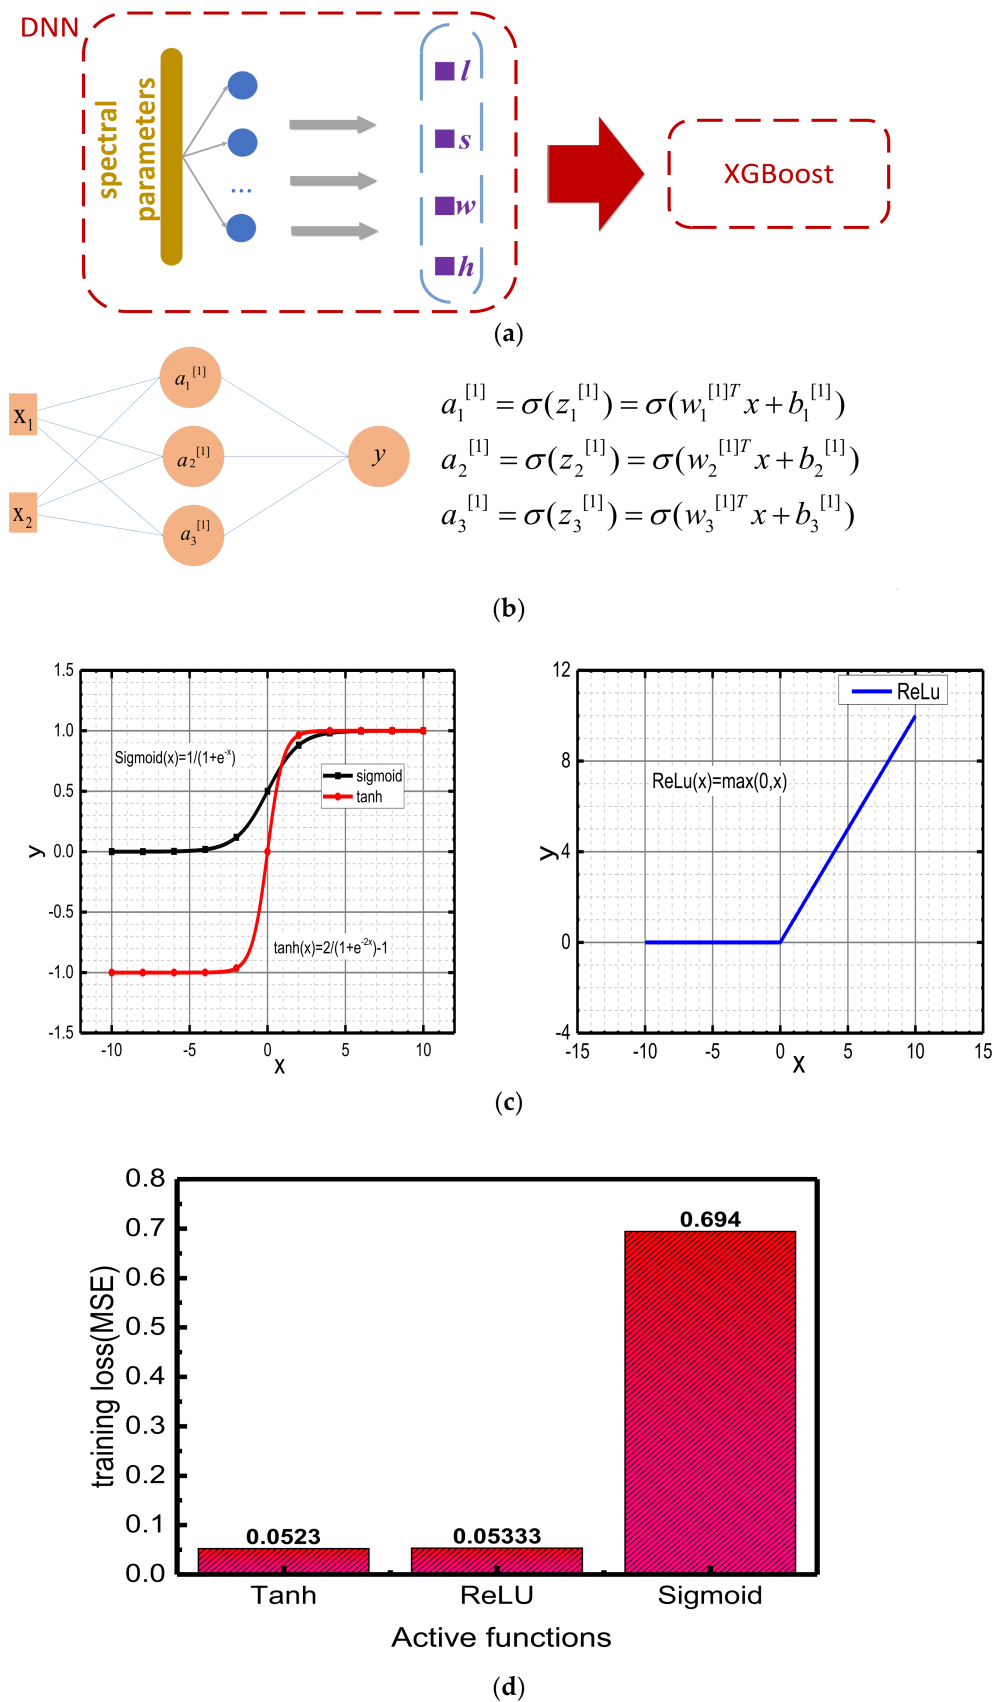 DNN
spectral
parameters
...
l
s
w
h
XGBoost
(a)
x₁
x₂
a₁^[1]
a₂^[1]
a₃^[1]
y
a₁^[1] = σ(z₁^[1]) = σ(w₁^[1]T x + b₁^[1])
a₂^[1] = σ(z₂^[1]) = σ(w₂^[1]T x + b₂^[1])
a₃^[1] = σ(z₃^[1]) = σ(w₃^[1]T x + b₃^[1])
(b)
1.5
1.0
0.5
0.0
-0.5
-1.0
-1.5
y
Sigmoid(x)=1/(1+e^-x)
sigmoid
tanh
tanh(x)=2/(1+e^-2x)-1
-10 -5 0 5 10
X
12
8
4
0
-4
y
ReLu
ReLu(x)=max(0,x)
-15 -10 -5 0 5 10 15
X
(c)
0.8
0.7
0.6
0.5
0.4
0.3
0.2
0.1
0.0
training loss(MSE)
0.0523
0.05333
0.694
Tanh ReLU Sigmoid
Active functions
(d)